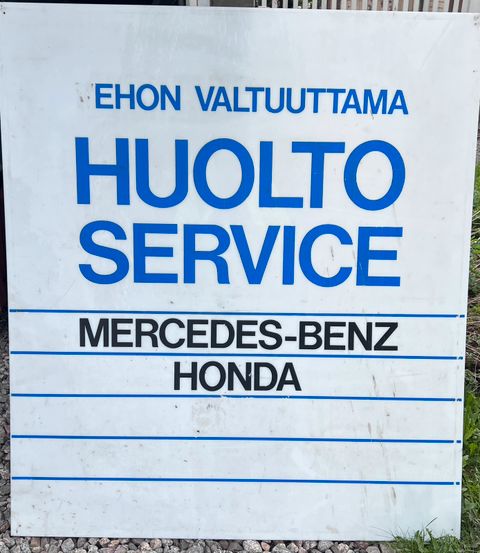 EHON VALTUUTTAMA
HUOLTO
SERVICE
MERCEDES-BENZ
HONDA